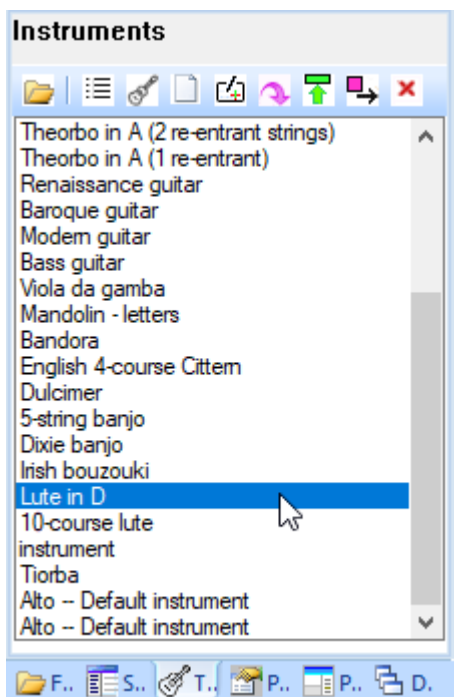 Instruments
Theorbo in A (2 re-entrant strings)
Theorbo in A (1 re-entrant)
Renaissance guitar
Baroque guitar
Modern guitar
Bass guitar
Viola da gamba
Mandolin - letters
Bandora
English 4-course Cittern
Dulcimer
5-string banjo
Dixie banjo
Irish bouzouki
Lute in D
10-course lute
instrument
Tiorba
Alto -- Default instrument
Alto -- Default instrument
F.. S.. T.. P.. P.. D.